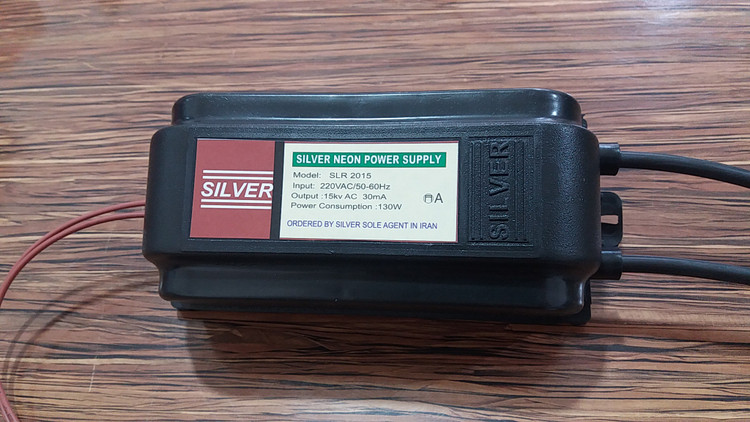 SILVER
SILVER NEON POWER SUPPLY
Model: SLR 2015
Input: 220VAC/50-60Hz
Output :15kv AC 30mA
Power Consumption :130W
A
ORDERED BY SILVER SOLE AGENT IN IRAN
SILVER